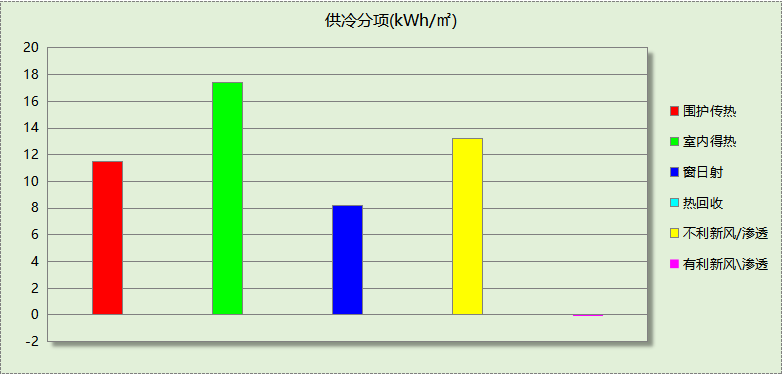 供冷分项(kWh/㎡)
20
18
16
14
12
10
8
6
4
2
0
-2
围护传热
室内得热
窗日射
热回收
不利新风/渗透
有利新风\渗透